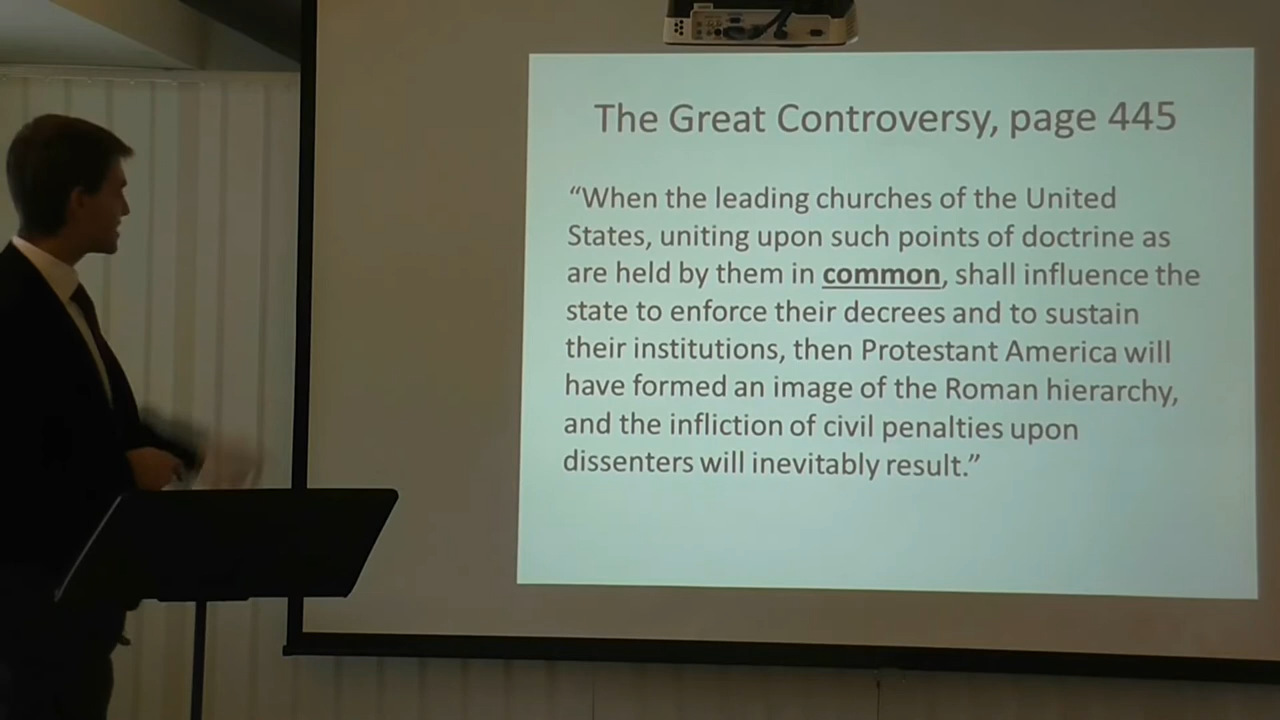 The Great Controversy, page 445
“When the leading churches of the United
States, uniting upon such points of doctrine as
are held by them in common, shall influence the
state to enforce their decrees and to sustain
their institutions, then Protestant America will
have formed an image of the Roman hierarchy,
and the infliction of civil penalties upon
dissenters will inevitably result.”